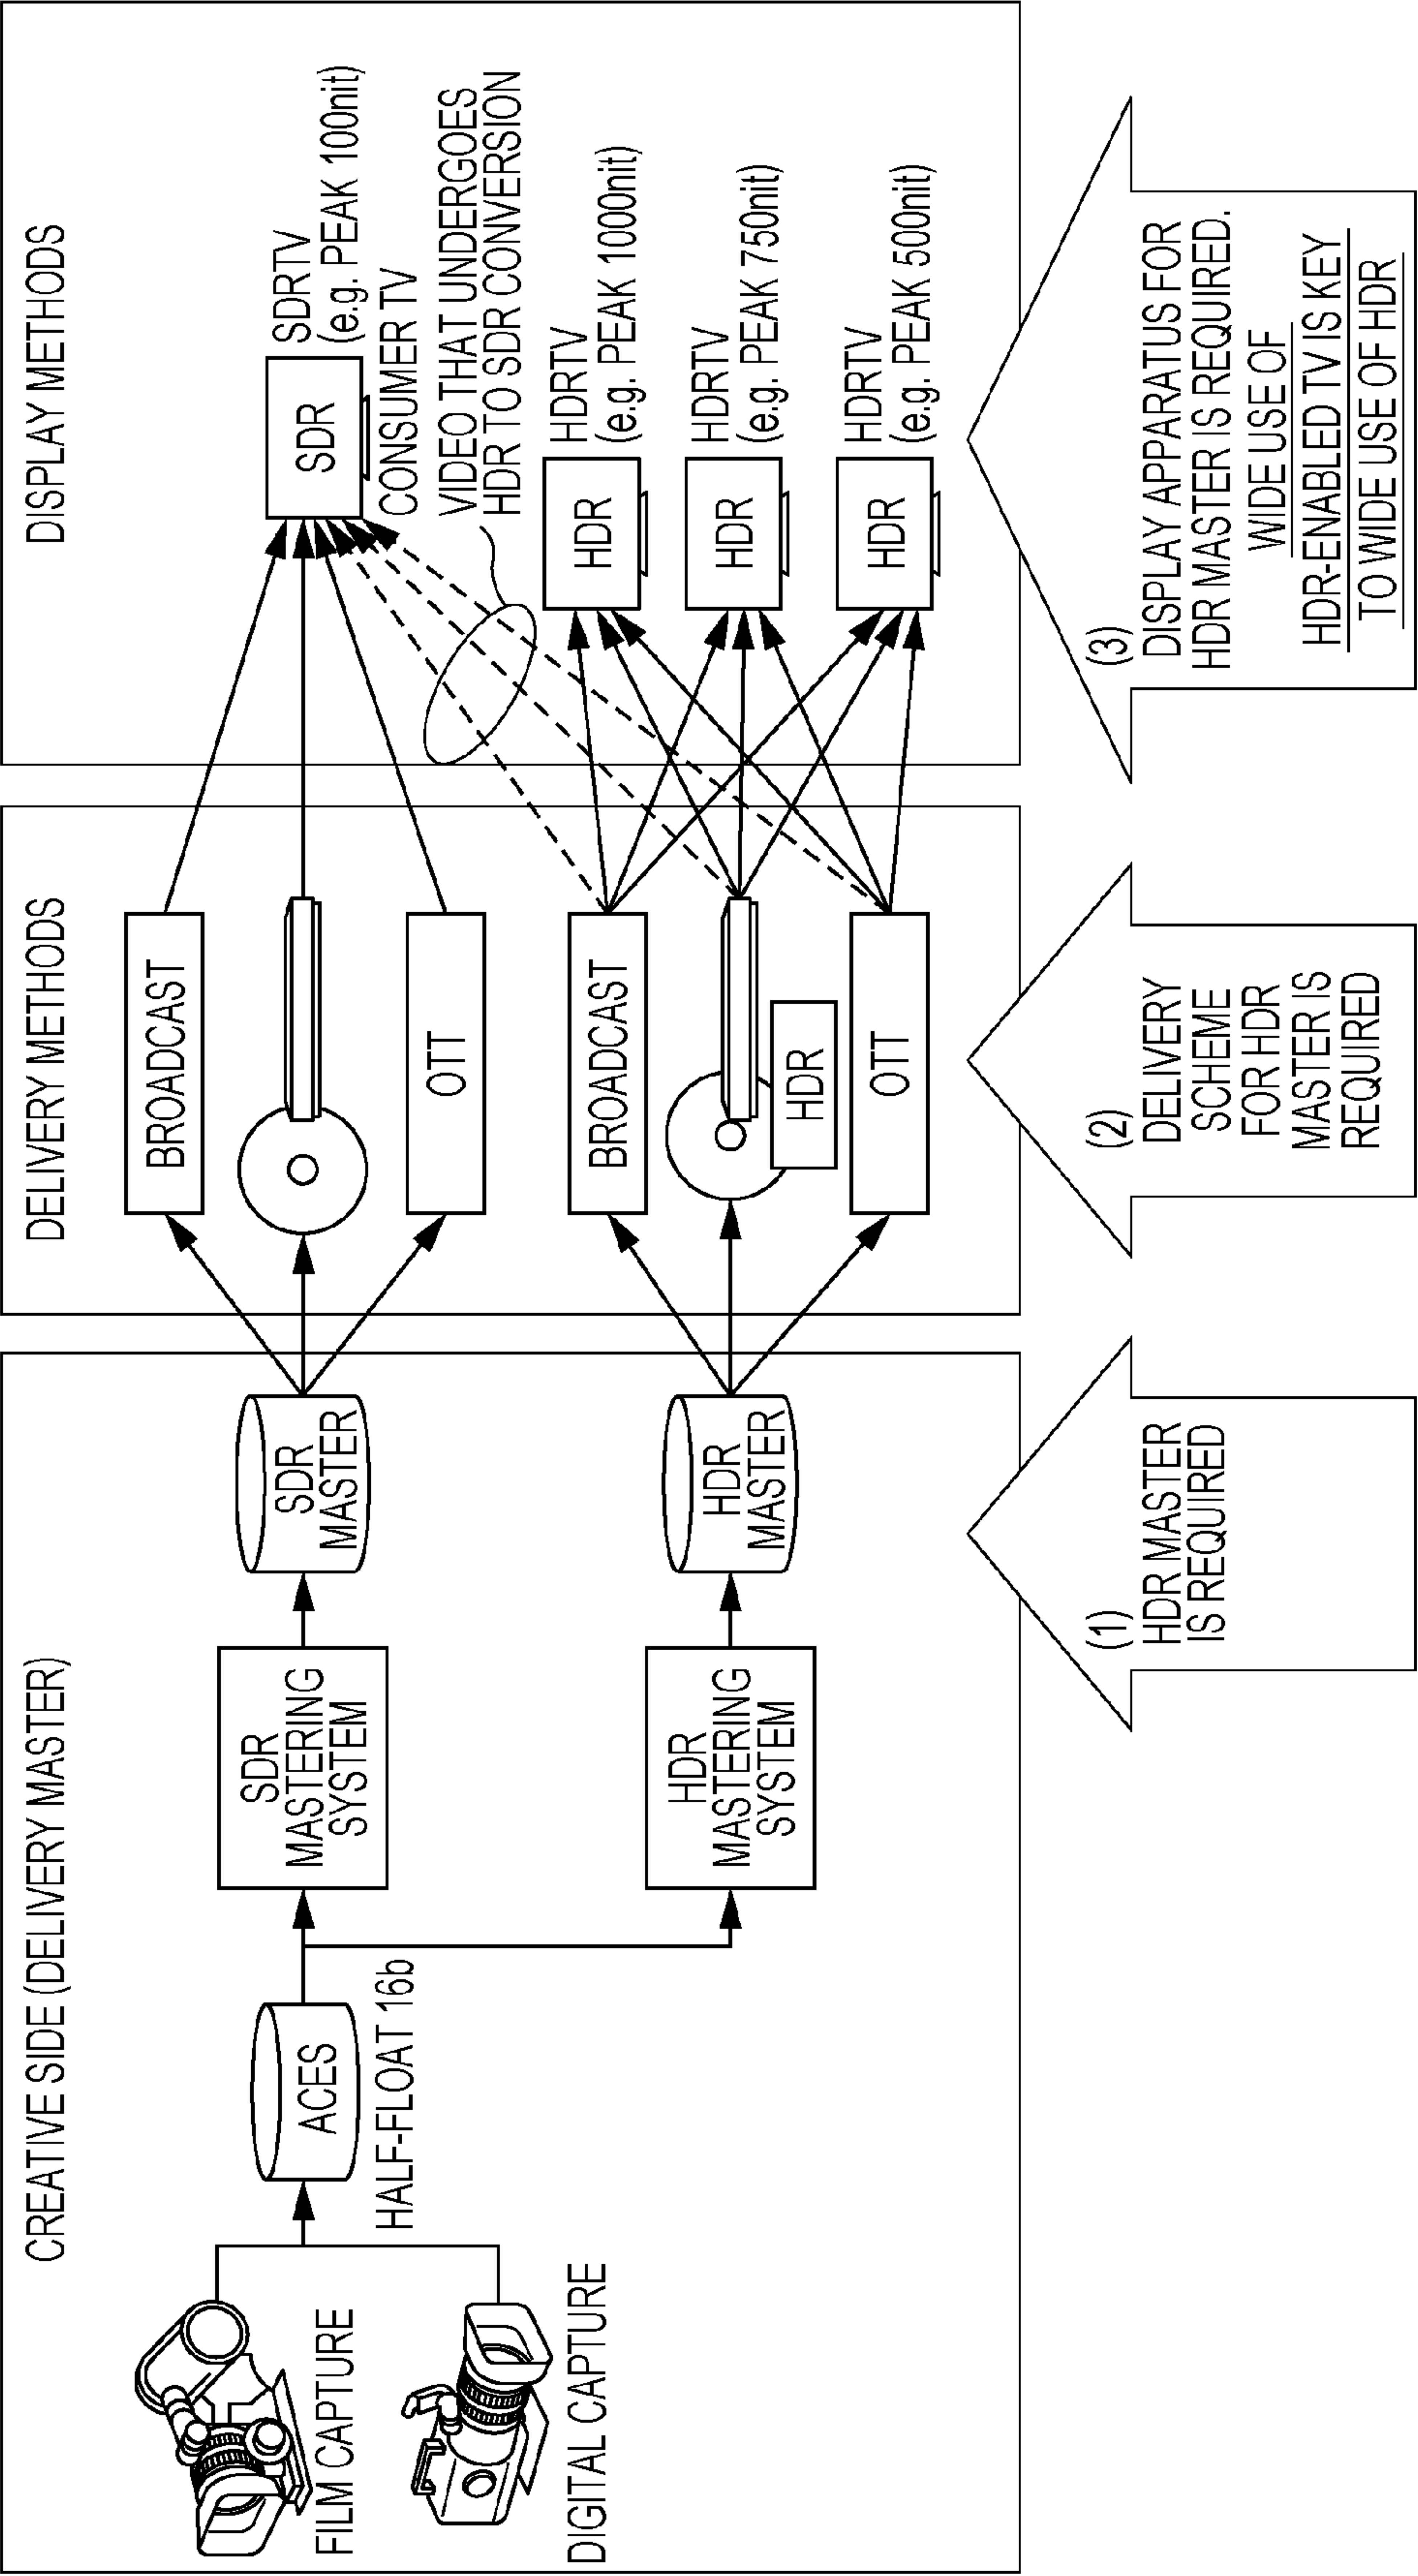 CREATIVE SIDE (DELIVERY MASTER)
FILM CAPTURE
DIGITAL CAPTURE
ACES
HALF-FLOAT 16b
SDR
MASTERING
SYSTEM
SDR
MASTER
HDR
MASTERING
SYSTEM
HDR
MASTER
DELIVERY METHODS
BROADCAST
OTT
BROADCAST
HDR
OTT
DISPLAY METHODS
SDR
SDRTV
(e.g. PEAK 100nit)
CONSUMER TV
VIDEO THAT UNDERGOES
HDR TO SDR CONVERSION
HDR
HDRTV
(e.g. PEAK 1000nit)
HDR
HDRTV
(e.g. PEAK 750nit)
HDR
HDRTV
(e.g. PEAK 500nit)
(1)
HDR MASTER
IS REQUIRED
(2)
DELIVERY
SCHEME
FOR HDR
MASTER IS
REQUIRED
(3)
DISPLAY APPARATUS FOR
HDR MASTER IS REQUIRED.
WIDE USE OF
HDR-ENABLED TV IS KEY
TO WIDE USE OF HDR